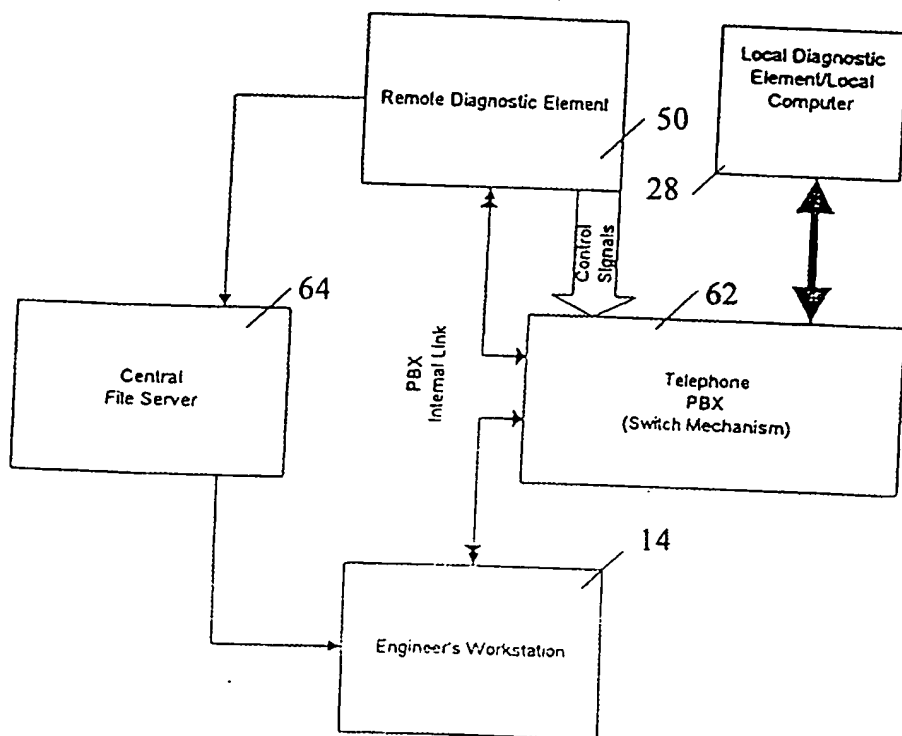 Remote Diagnostic Element
50
Local Diagnostic
Element/Local
Computer
28
Control
Signals
64
62
PBX
Internal Link
Central
File Server
Telephone
PBX
(Switch Mechanism)
14
Engineer's Workstation